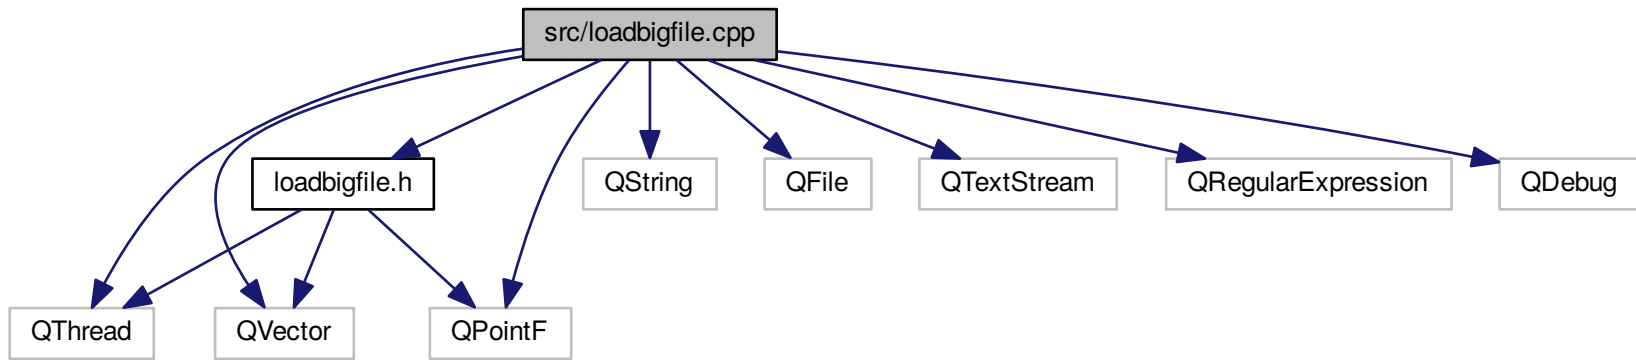 src/loadbigfile.cpp
loadbigfile.h
QString
QFile
QTextStream
QRegularExpression
QDebug
QThread
QVector
QPointF